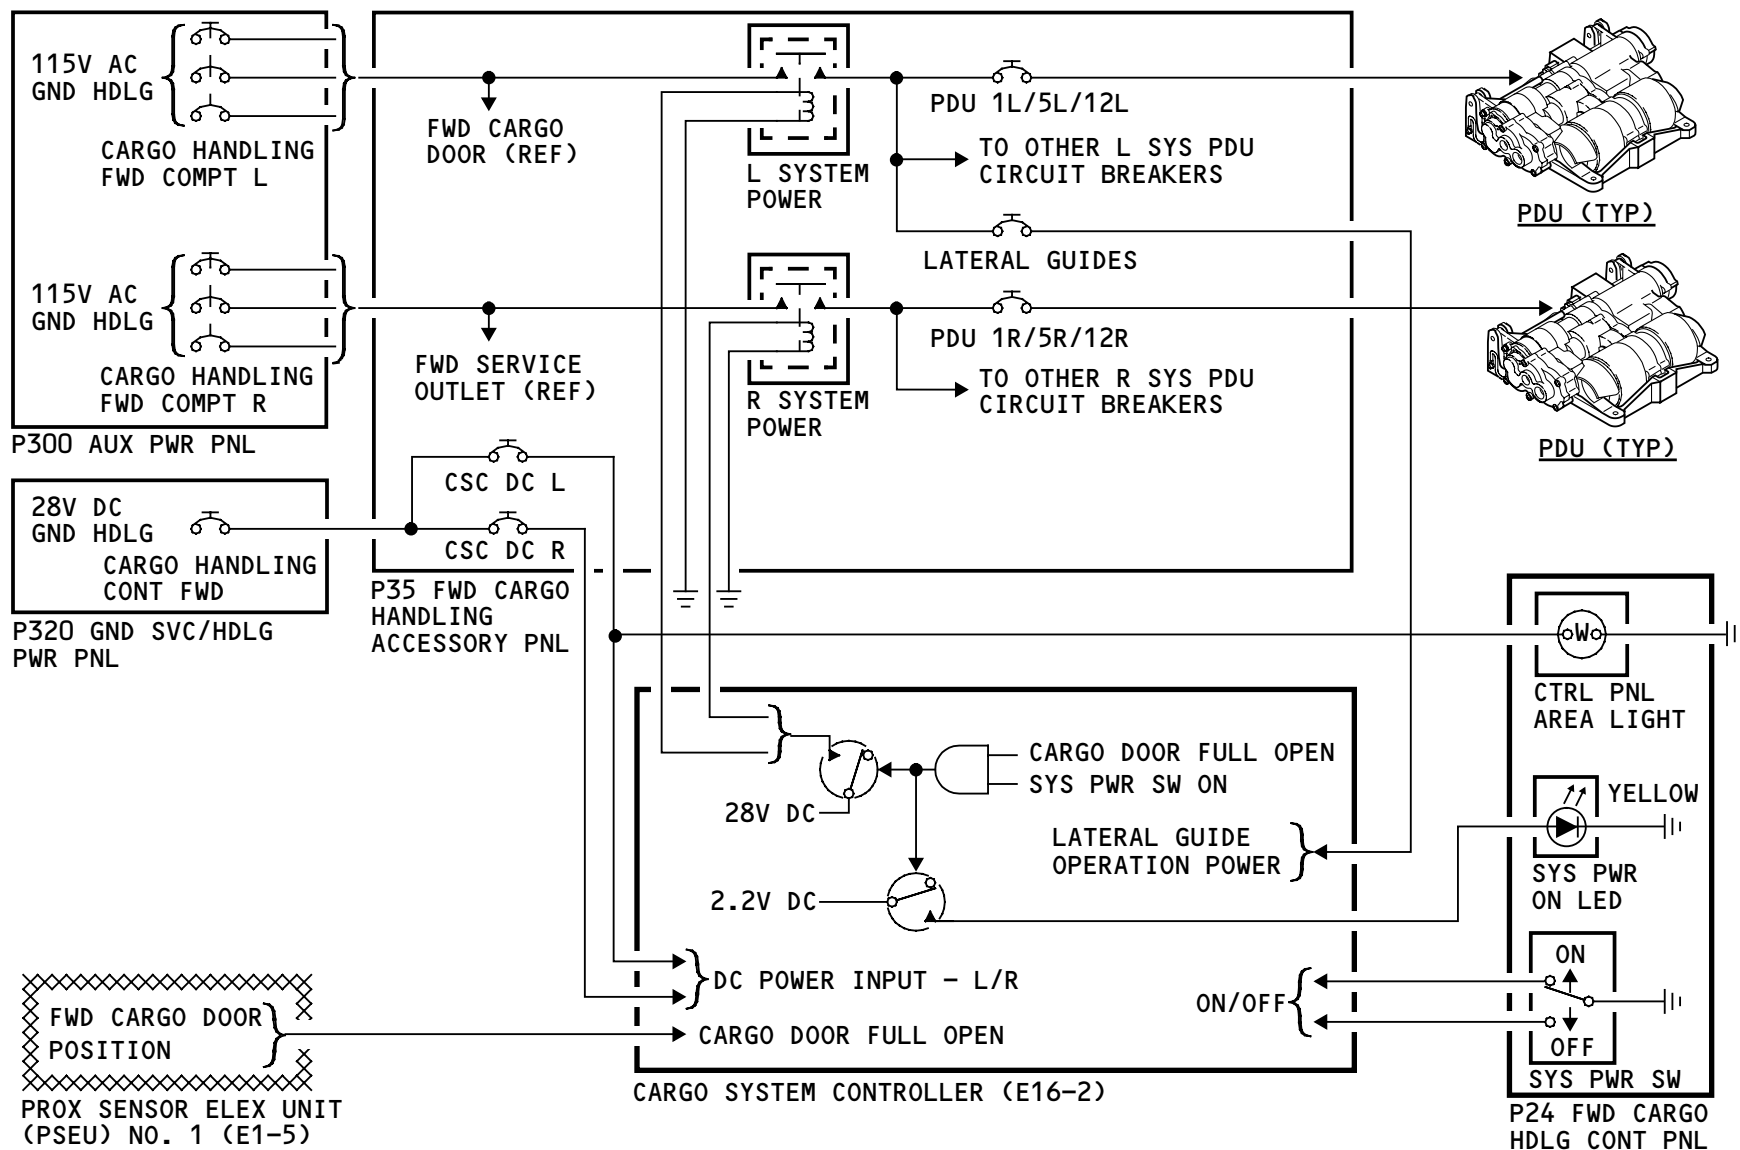 115V AC
GND HDLG
CARGO HANDLING
FWD COMPT L
115V AC
GND HDLG
CARGO HANDLING
FWD COMPT R
P300 AUX PWR PNL
28V DC
GND HDLG
CARGO HANDLING
CONT FWD
P320 GND SVC/HDLG
PWR PNL
FWD CARGO
DOOR (REF)
FWD SERVICE
OUTLET (REF)
CSC DC L
CSC DC R
P35 FWD CARGO
HANDLING
ACCESSORY PNL
L SYSTEM
POWER
R SYSTEM
POWER
PDU 1L/5L/12L
TO OTHER L SYS PDU
CIRCUIT BREAKERS
LATERAL GUIDES
PDU 1R/5R/12R
TO OTHER R SYS PDU
CIRCUIT BREAKERS
PDU (TYP)
PDU (TYP)
CARGO DOOR FULL OPEN
SYS PWR SW ON
28V DC
LATERAL GUIDE
OPERATION POWER
2.2V DC
DC POWER INPUT - L/R
CARGO DOOR FULL OPEN
ON/OFF
CARGO SYSTEM CONTROLLER (E16-2)
FWD CARGO DOOR
POSITION
PROX SENSOR ELEX UNIT
(PSEU) NO. 1 (E1-5)
W
CTRL PNL
AREA LIGHT
YELLOW
SYS PWR
ON LED
ON
OFF
SYS PWR SW
P24 FWD CARGO
HDLG CONT PNL